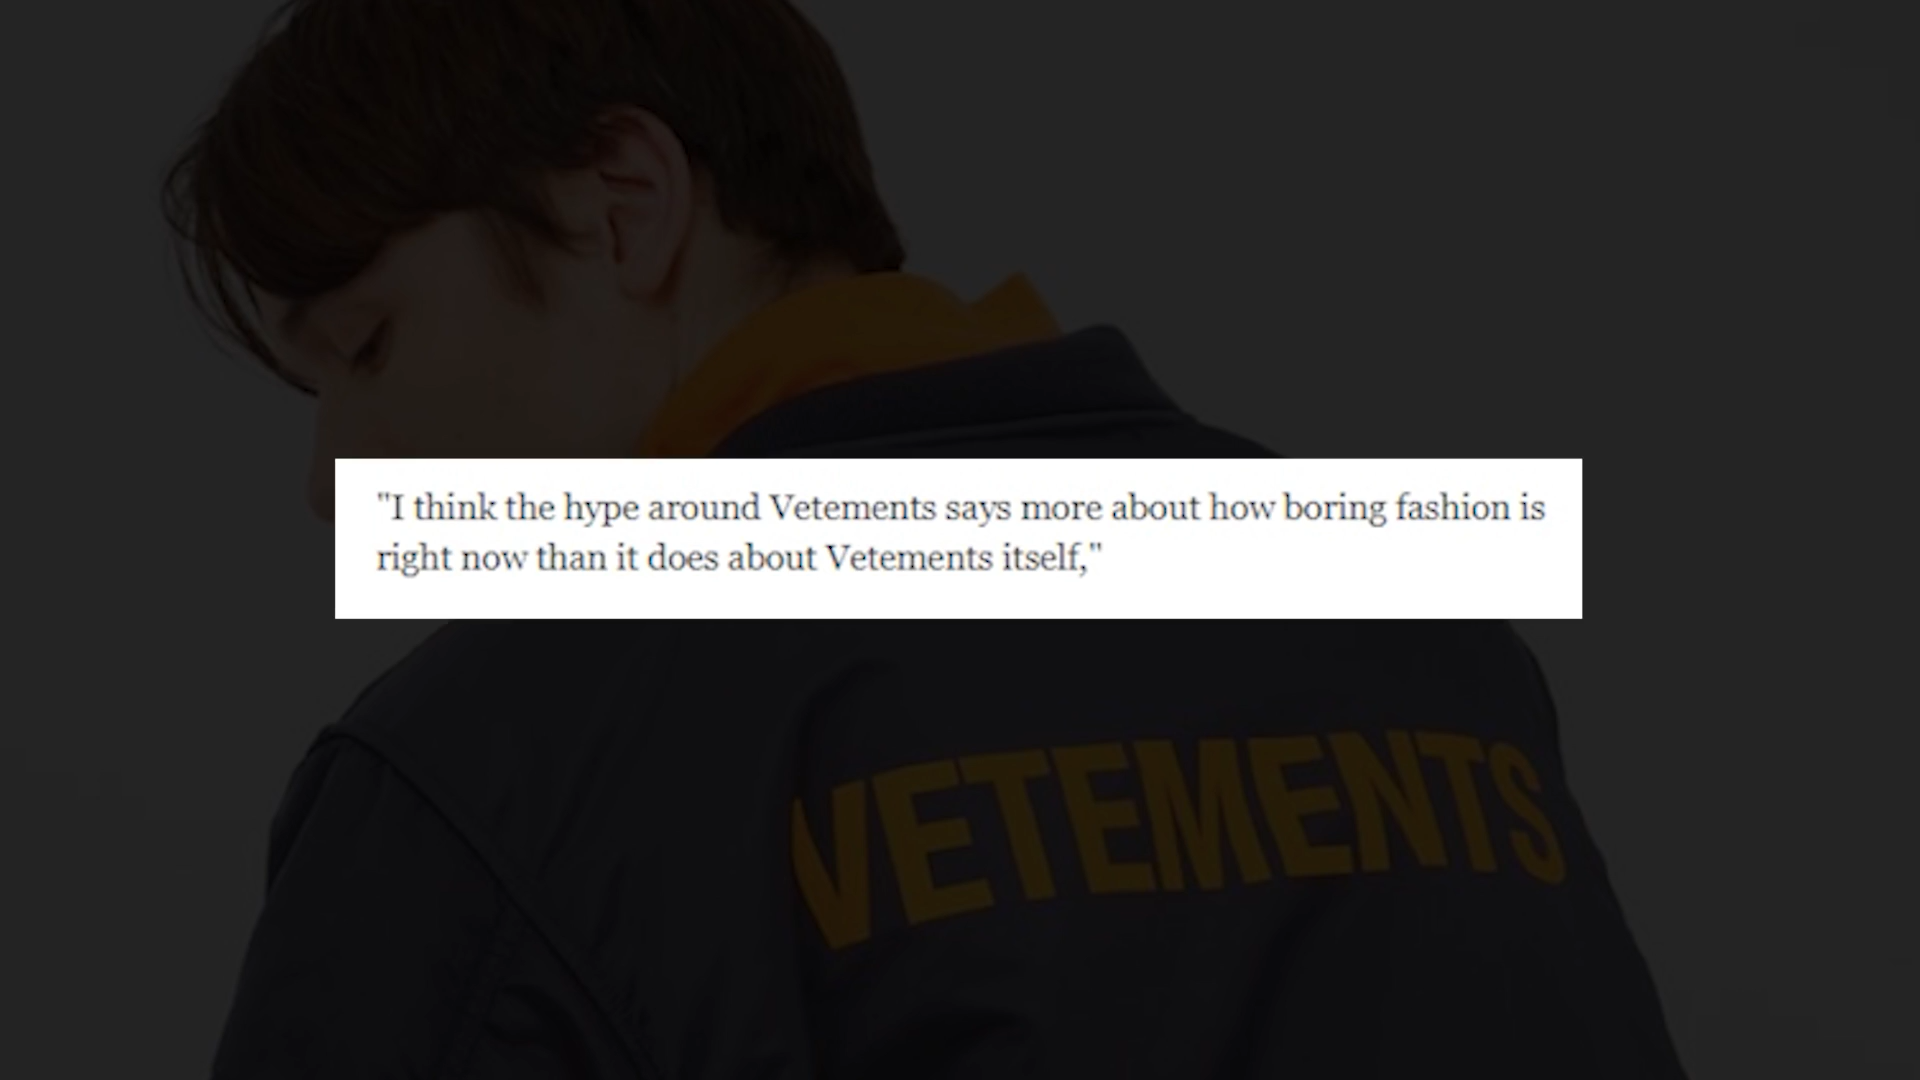 "I think the hype around Vetements says more about how boring fashion is
right now than it does about Vetements itself,"
VETEMENTS